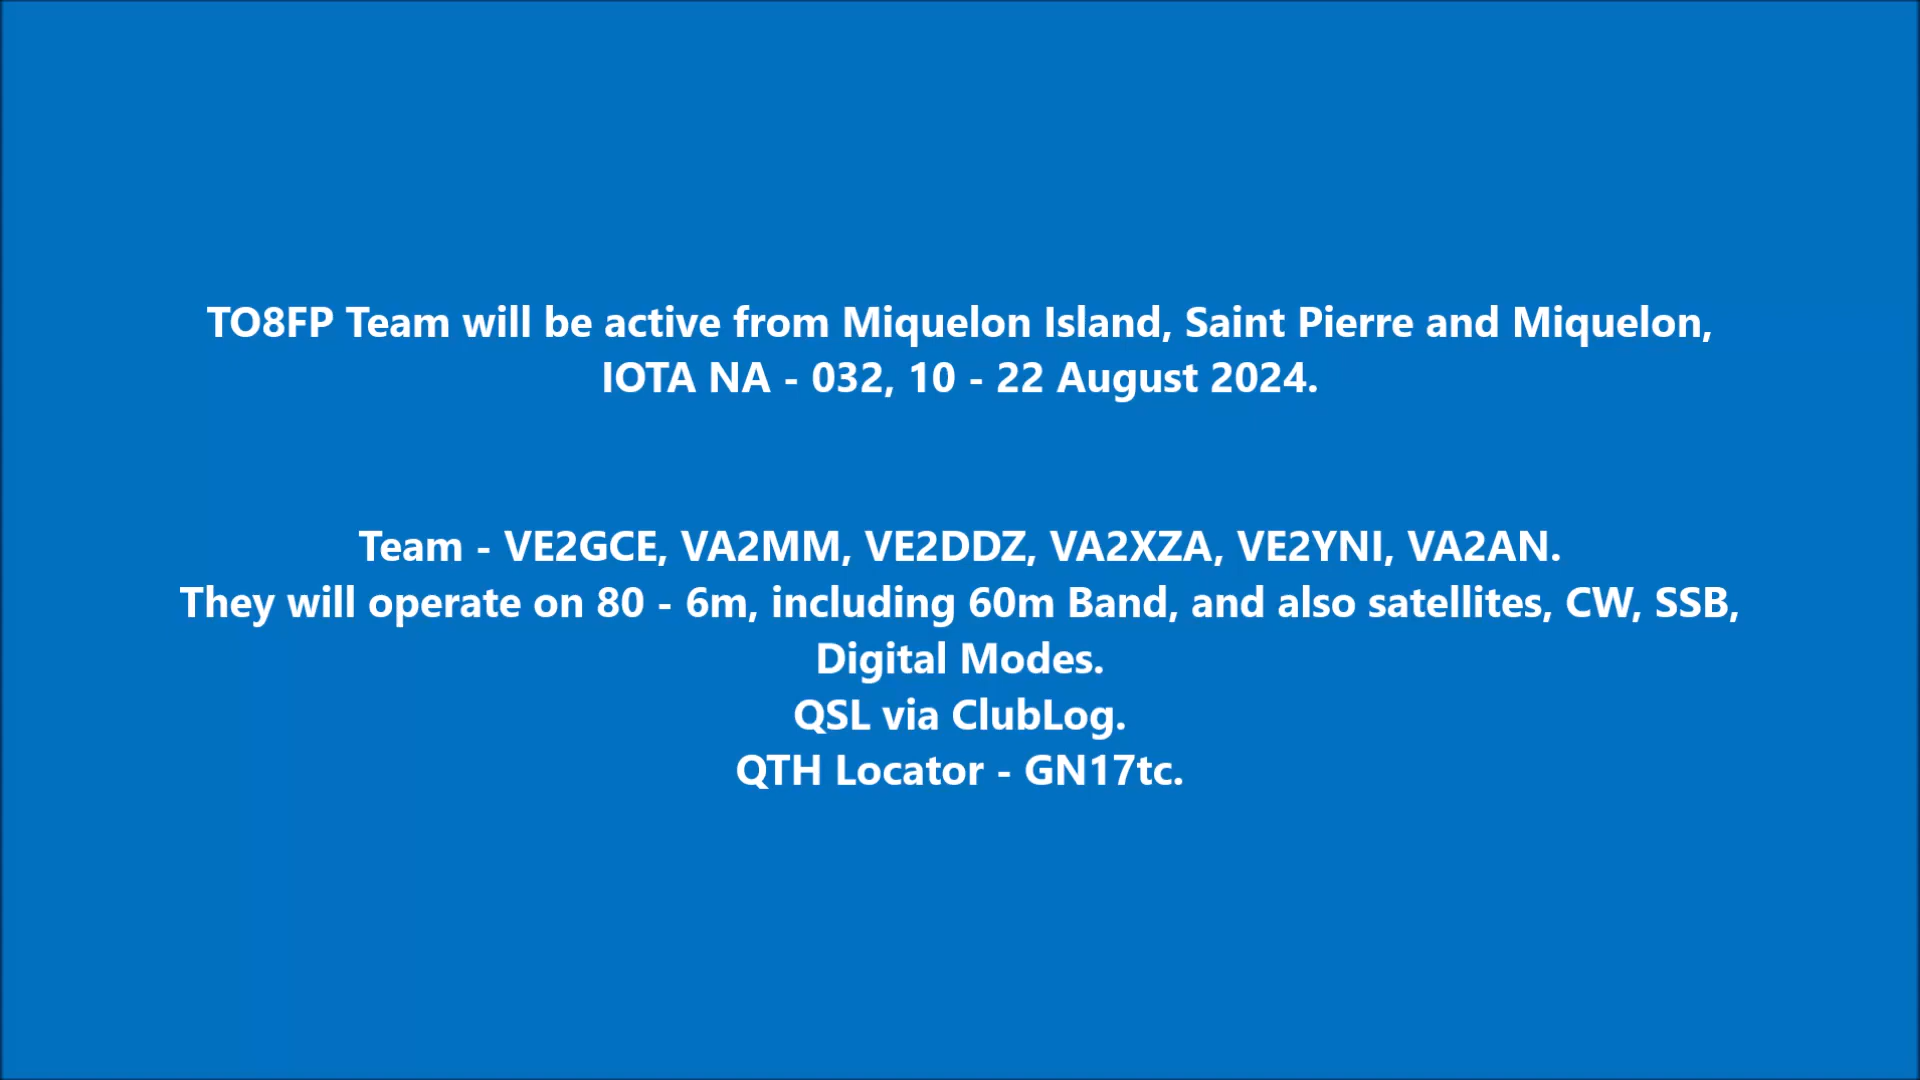 TO8FP Team will be active from Miquelon Island, Saint Pierre and Miquelon,
IOTA NA - 032, 10 - 22 August 2024.
Team - VE2GCE, VA2MM, VE2DDZ, VA2XZA, VE2YNI, VA2AN.
They will operate on 80 - 6m, including 60m Band, and also satellites, CW, SSB,
Digital Modes.
QSL via ClubLog.
QTH Locator - GN17tc.